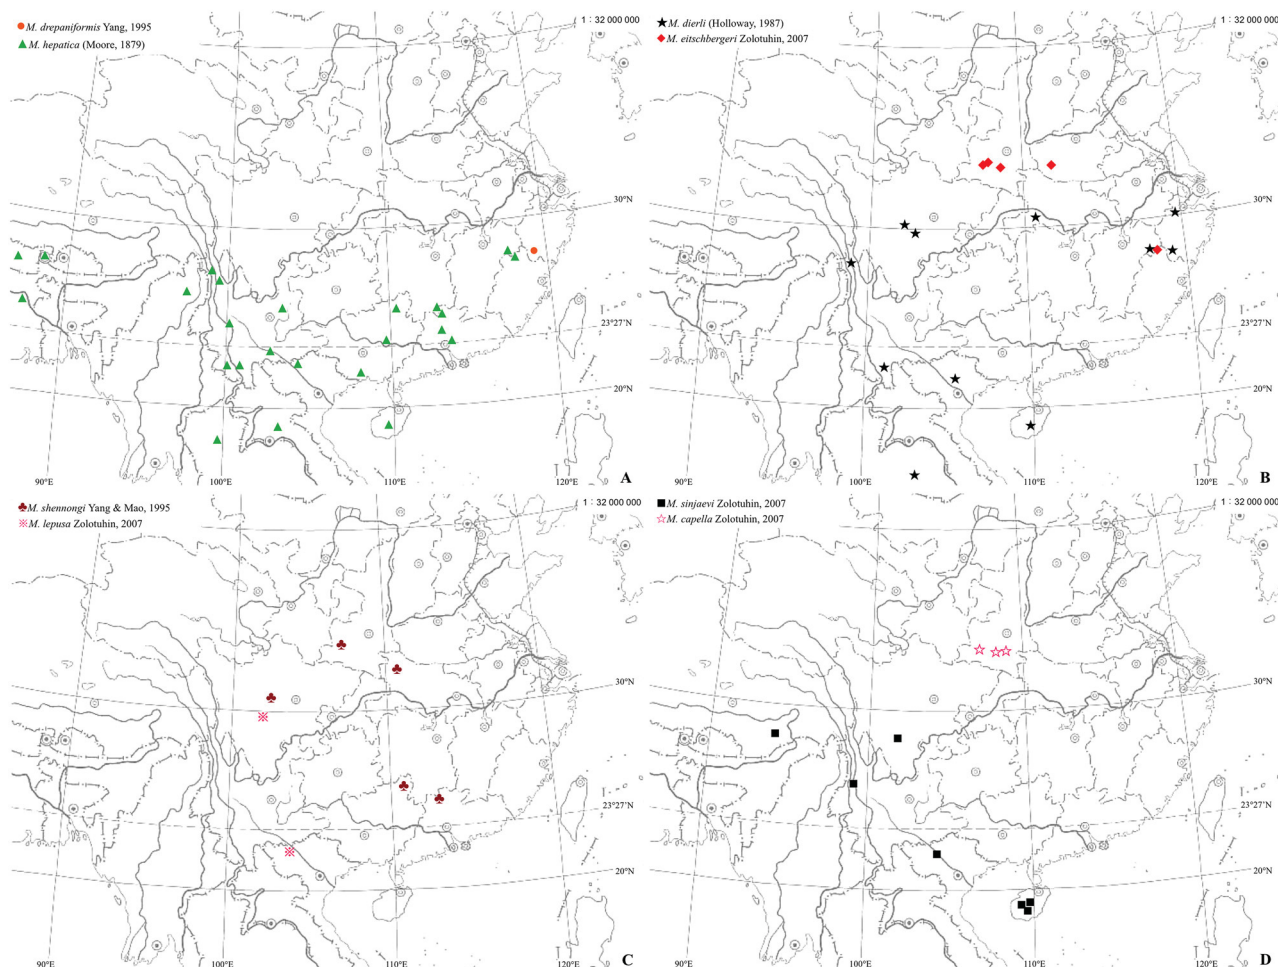 M. drepaniformis Yang, 1995
M. hepatica (Moore, 1879)
1 : 32 000 000
30°N
23°27'N
20°N
90°E
100°E
110°E
120°E
A
M. dierli (Holloway, 1987)
M. eitschbergeri Zolotuhin, 2007
1 : 32 000 000
30°N
23°27'N
20°N
90°E
100°E
110°E
120°E
B
M. shennongi Yang & Mao, 1995
M. lepusa Zolotuhin, 2007
1 : 32 000 000
30°N
23°27'N
20°N
90°E
100°E
110°E
120°E
C
M. sinjaevi Zolotuhin, 2007
M. capella Zolotuhin, 2007
1 : 32 000 000
30°N
23°27'N
20°N
90°E
100°E
110°E
120°E
D